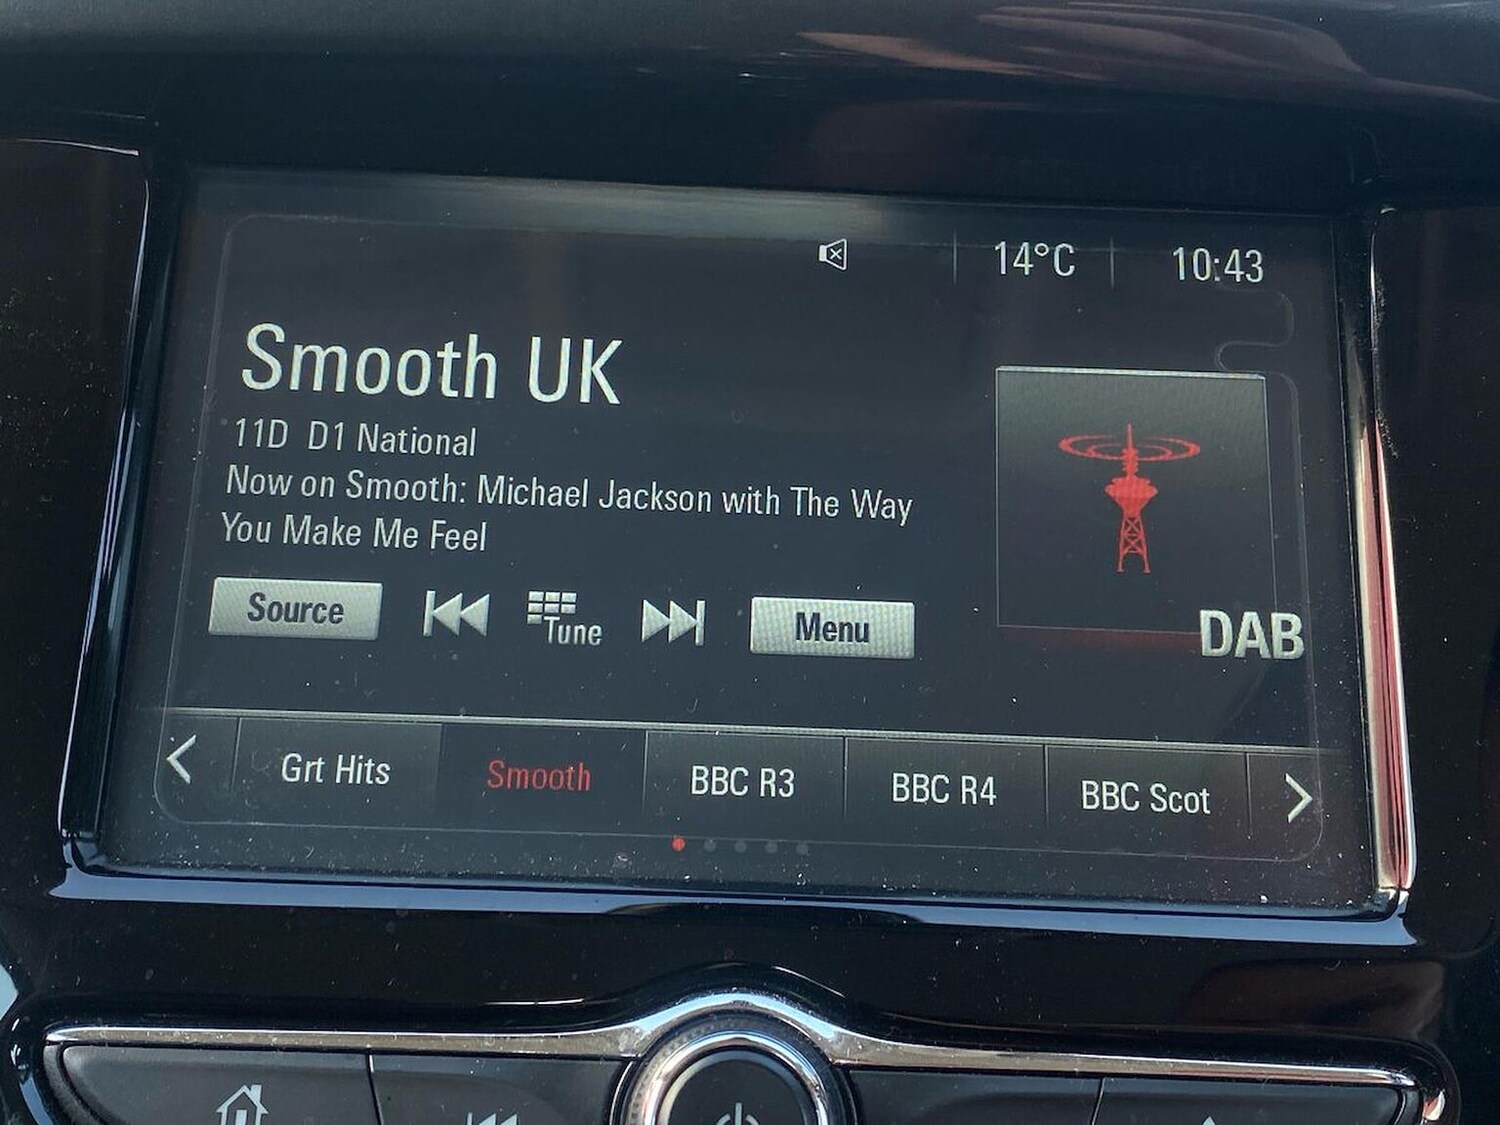 14°C
10:43
Smooth UK
11D D1 National
Now on Smooth: Michael Jackson with The Way
You Make Me Feel
Source
Tune
Menu
DAB
Grt Hits
Smooth
BBC R3
BBC R4
BBC Scot